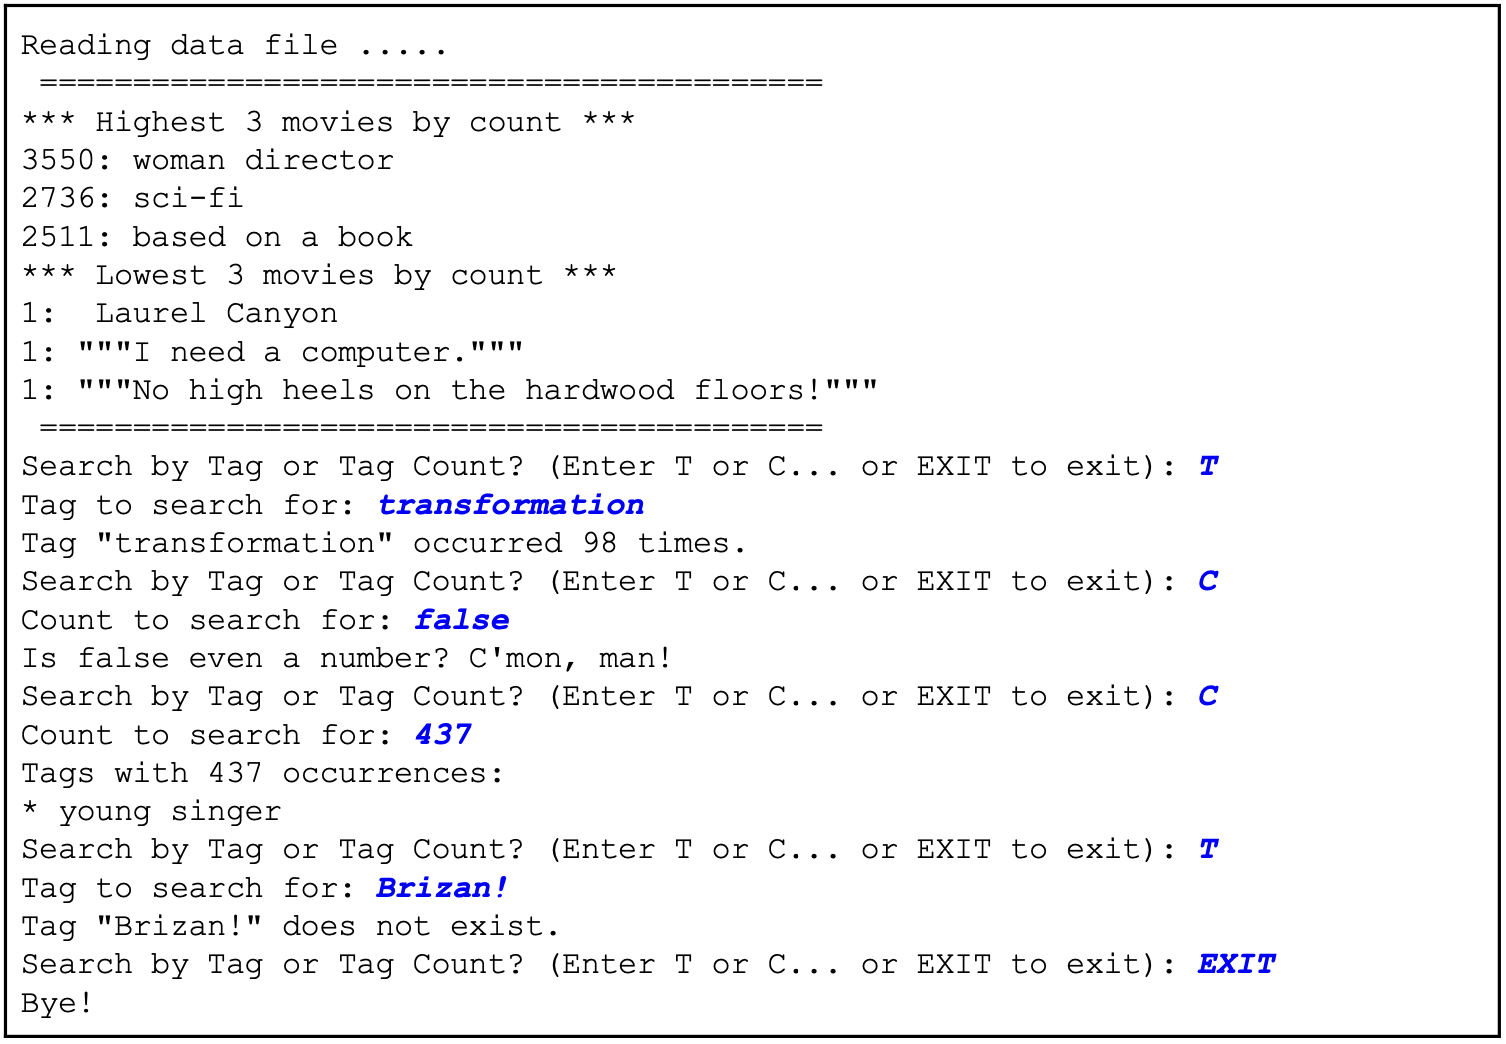 Reading data file .....
==========================================
*** Highest 3 movies by count ***
3550: woman director
2736: sci-fi
2511: based on a book
*** Lowest 3 movies by count ***
1:  Laurel Canyon
1: """I need a computer."""
1: """No high heels on the hardwood floors!"""
==========================================
Search by Tag or Tag Count? (Enter T or C... or EXIT to exit): T
Tag to search for: transformation
Tag "transformation" occurred 98 times.
Search by Tag or Tag Count? (Enter T or C... or EXIT to exit): C
Count to search for: false
Is false even a number? C'mon, man!
Search by Tag or Tag Count? (Enter T or C... or EXIT to exit): C
Count to search for: 437
Tags with 437 occurrences:
* young singer
Search by Tag or Tag Count? (Enter T or C... or EXIT to exit): T
Tag to search for: Brizan!
Tag "Brizan!" does not exist.
Search by Tag or Tag Count? (Enter T or C... or EXIT to exit): EXIT
Bye!